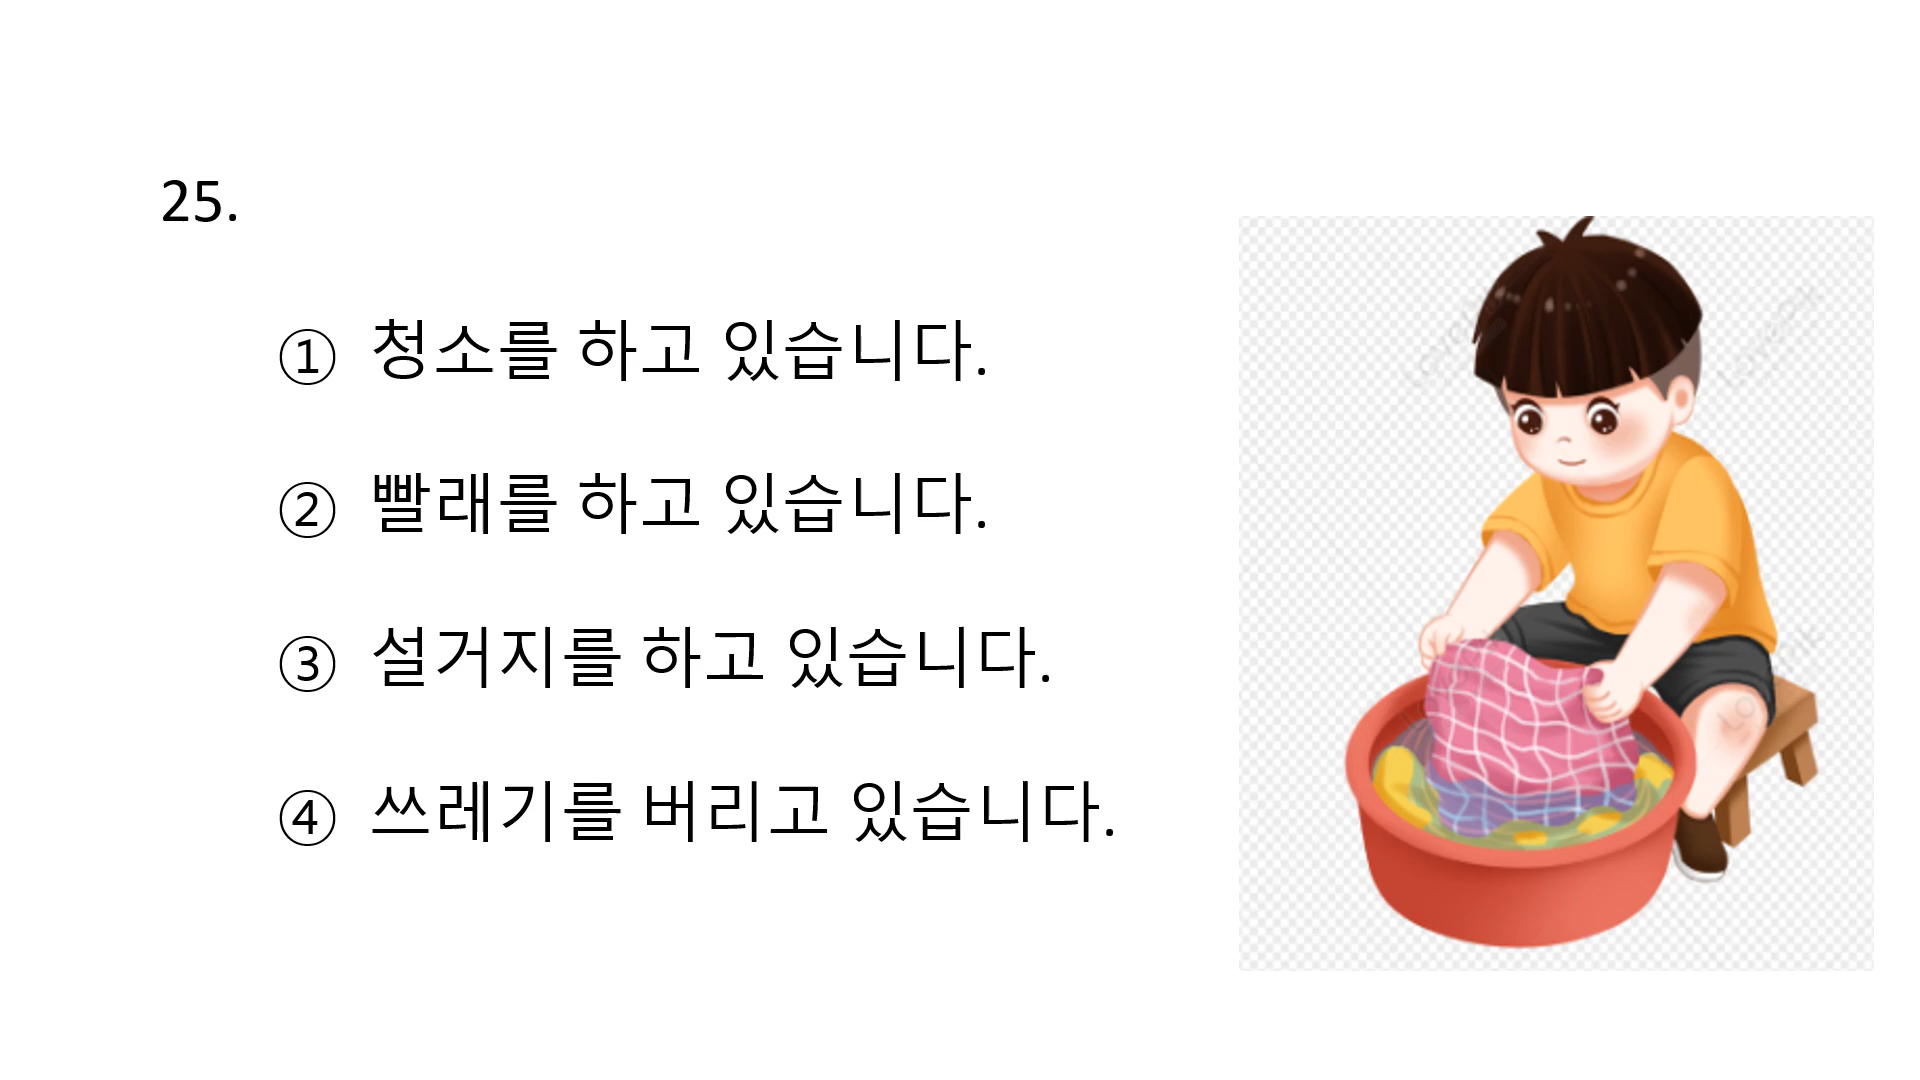 25.
① 청소를 하고 있습니다.
② 빨래를 하고 있습니다.
③ 설거지를 하고 있습니다.
④ 쓰레기를 버리고 있습니다.